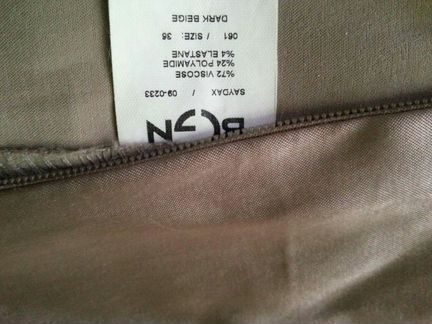 BGN
SAYDAX 09-0233
%72 VISCOSE
%24 POLYAMIDE
%4 ELASTANE
061 / SIZE: 36
DARK BEIGE